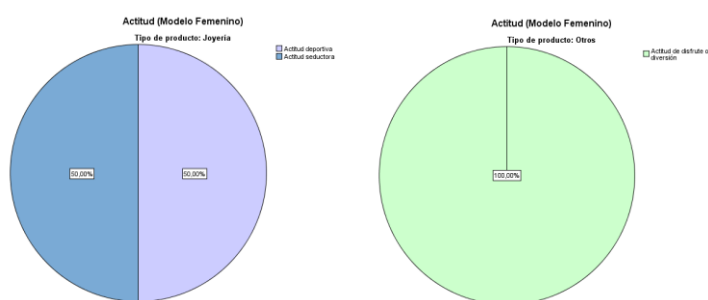 Actitud (Modelo Femenino)
Tipo de producto: Joyeria
Actitud deportiva
Actitud seductora
50,00%
50,00%
Actitud (Modelo Femenino)
Tipo de producto: Otros
Actitud de disfrute o
diversión
100,00%